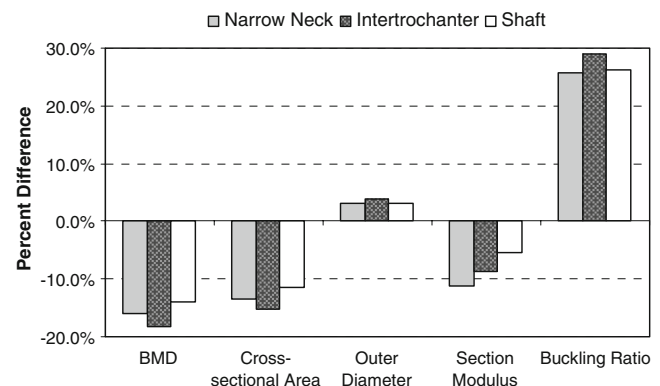 Narrow Neck Intertrochanter Shaft
30.0%
20.0%
10.0%
0.0%
-10.0%
-20.0%
Percent Difference
BMD Cross- Outer Section Buckling Ratio
sectional Area Diameter Modulus